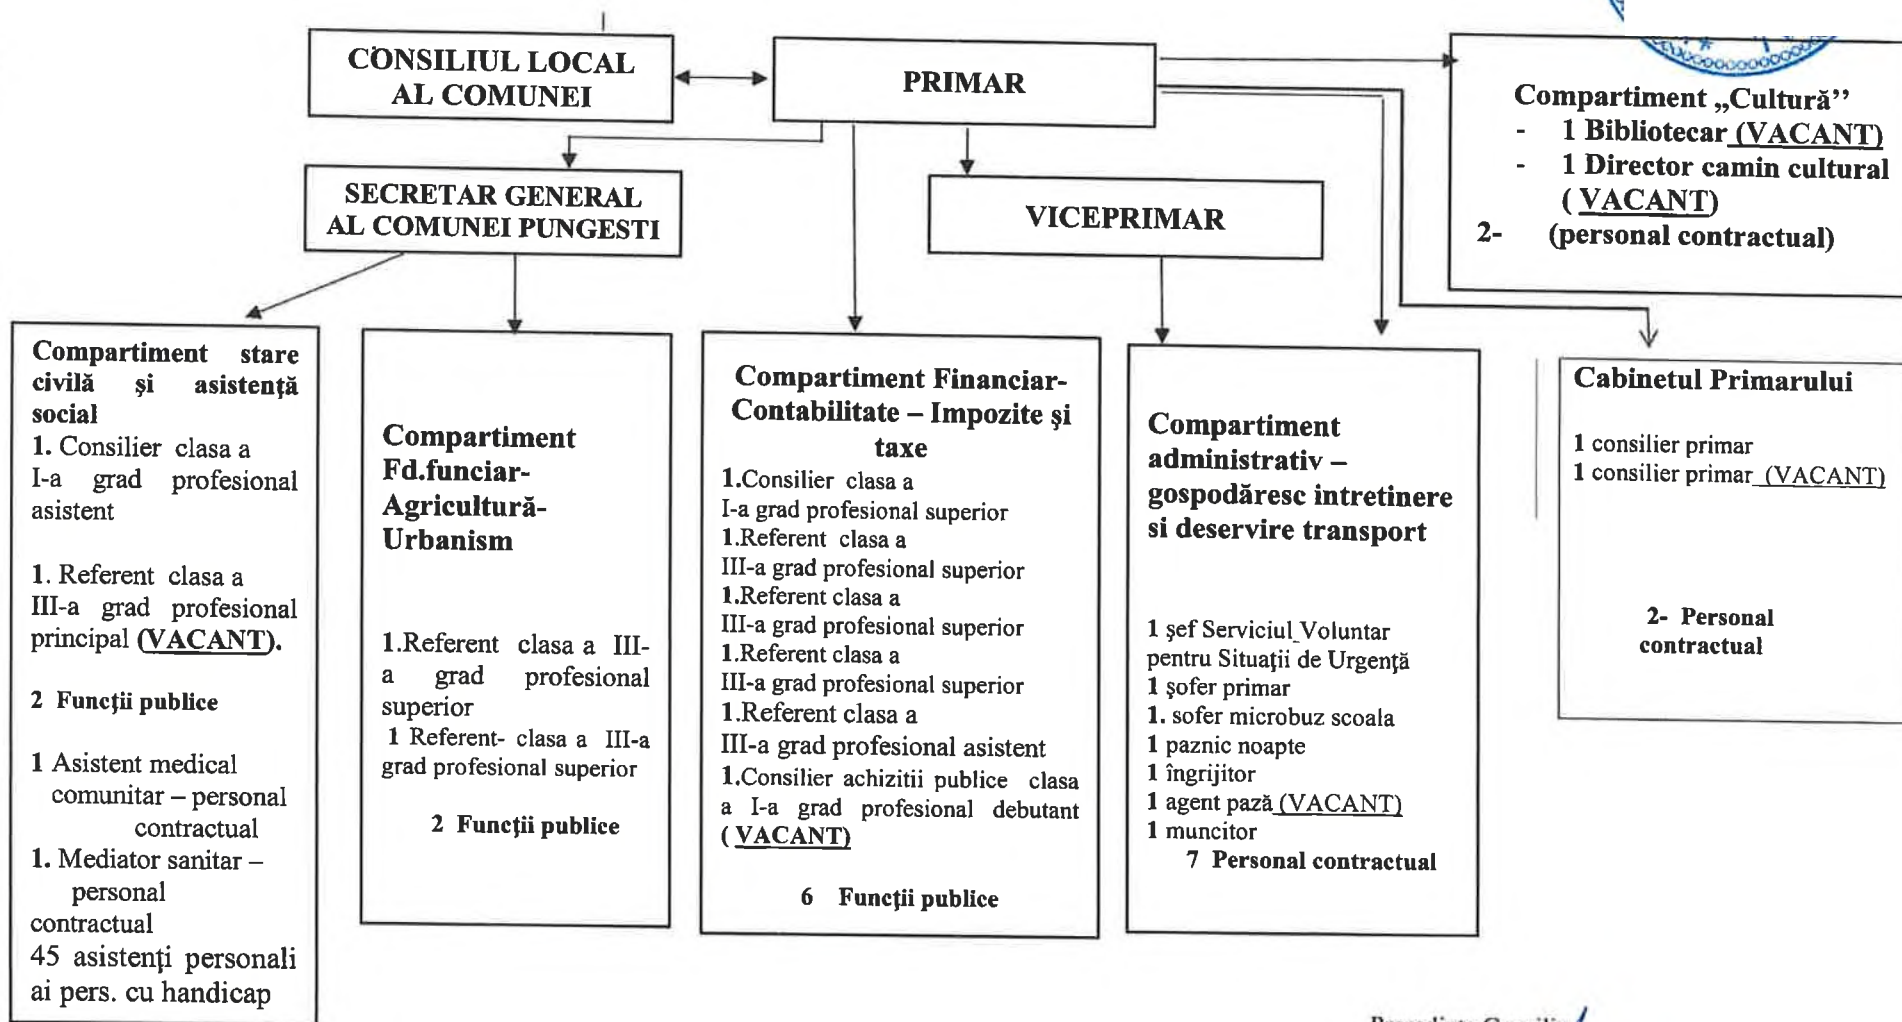 CONSILIUL LOCAL
AL COMUNEI
PRIMAR
Compartiment „Cultură”
- 1 Bibliotecar (VACANT)
- 1 Director camin cultural
( VACANT)
2- (personal contractual)
SECRETAR GENERAL
AL COMUNEI PUNGESTI
VICEPRIMAR
Compartiment stare
civilă şi asistenţă
social
1. Consilier clasa a
I-a grad profesional
asistent
1. Referent clasa a
III-a grad profesional
principal (VACANT).
2 Funcţii publice
1 Asistent medical
comunitar – personal
contractual
1. Mediator sanitar –
personal
contractual
45 asistenţi personali
ai pers. cu handicap
Compartiment
Fd.funciar-
Agricultură-
Urbanism
1.Referent clasa a III-
a grad profesional
superior
1 Referent- clasa a III-a
grad profesional superior
2 Funcţii publice
Compartiment Financiar-
Contabilitate – Impozite şi
taxe
1.Consilier clasa a
I-a grad profesional superior
1.Referent clasa a
III-a grad profesional superior
1.Referent clasa a
III-a grad profesional superior
1.Referent clasa a
III-a grad profesional superior
1.Referent clasa a
III-a grad profesional asistent
1.Consilier achizitii publice clasa
a I-a grad profesional debutant
( VACANT)
6 Funcţii publice
Compartiment
administrativ –
gospodăresc intretinere
si deservire transport
1 şef Serviciul Voluntar
pentru Situaţii de Urgenţă
1 şofer primar
1. sofer microbuz scoala
1 paznic noapte
1 îngrijitor
1 agent pază (VACANT)
1 muncitor
7 Personal contractual
Cabinetul Primarului
1 consilier primar
1 consilier primar (VACANT)
2- Personal
contractual